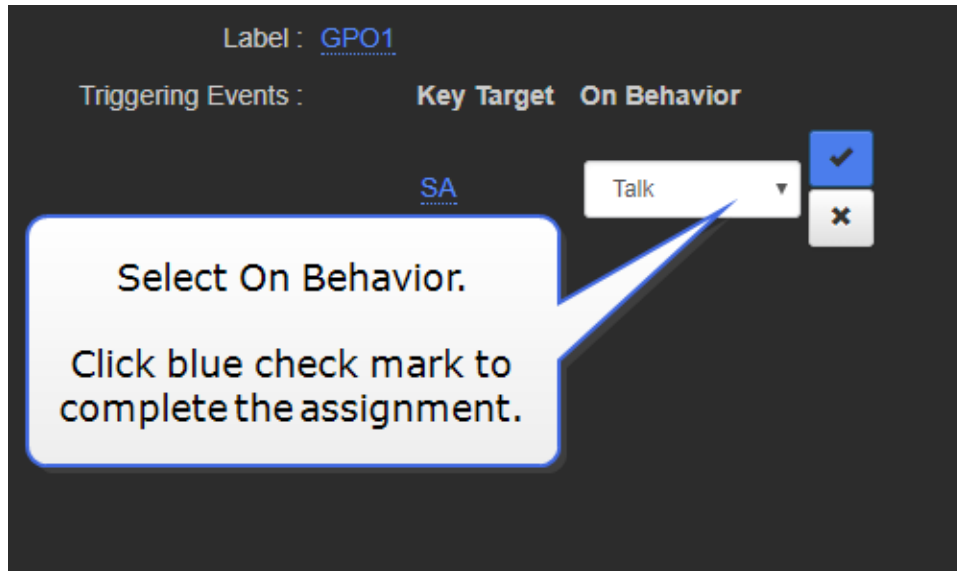 Label : GPO1
Triggering Events : Key Target On Behavior
SA Talk
Select On Behavior.
Click blue check mark to
complete the assignment.